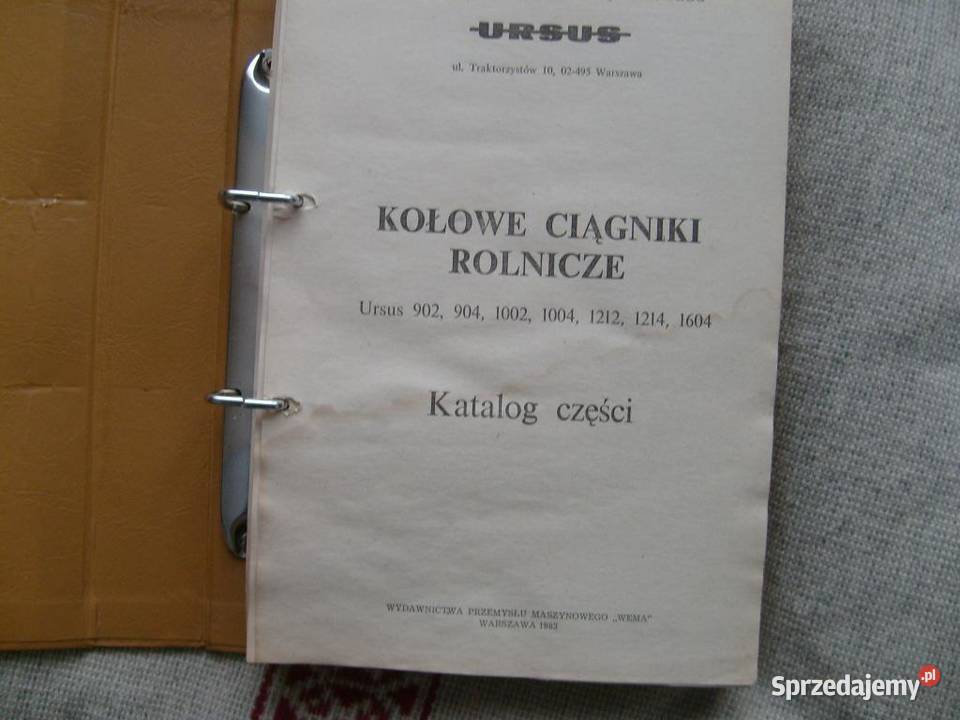 URSUS
ul. Traktorzystów 10, 02-495 Warszawa
KOŁOWE CIĄGNIKI
ROLNICZE
Ursus 902, 904, 1002, 1004, 1212, 1214, 1604
Katalog części
WYDAWNICTWA PRZEMYSŁU MASZYNOWEGO „WEMA”
WARSZAWA 1983
Sprzedajemy.pl